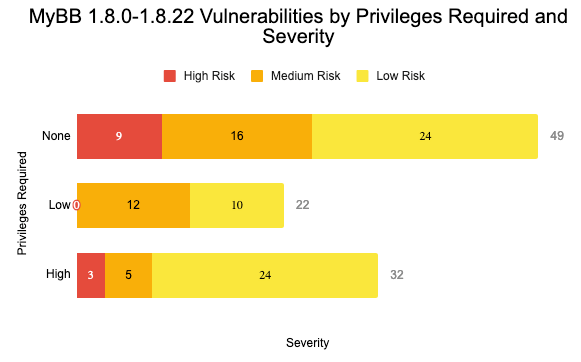 MyBB 1.8.0-1.8.22 Vulnerabilities by Privileges Required and
Severity
High Risk Medium Risk Low Risk
None 9 16 24 49
Low 0 12 10 22
High 3 5 24 32
Privileges Required
Severity